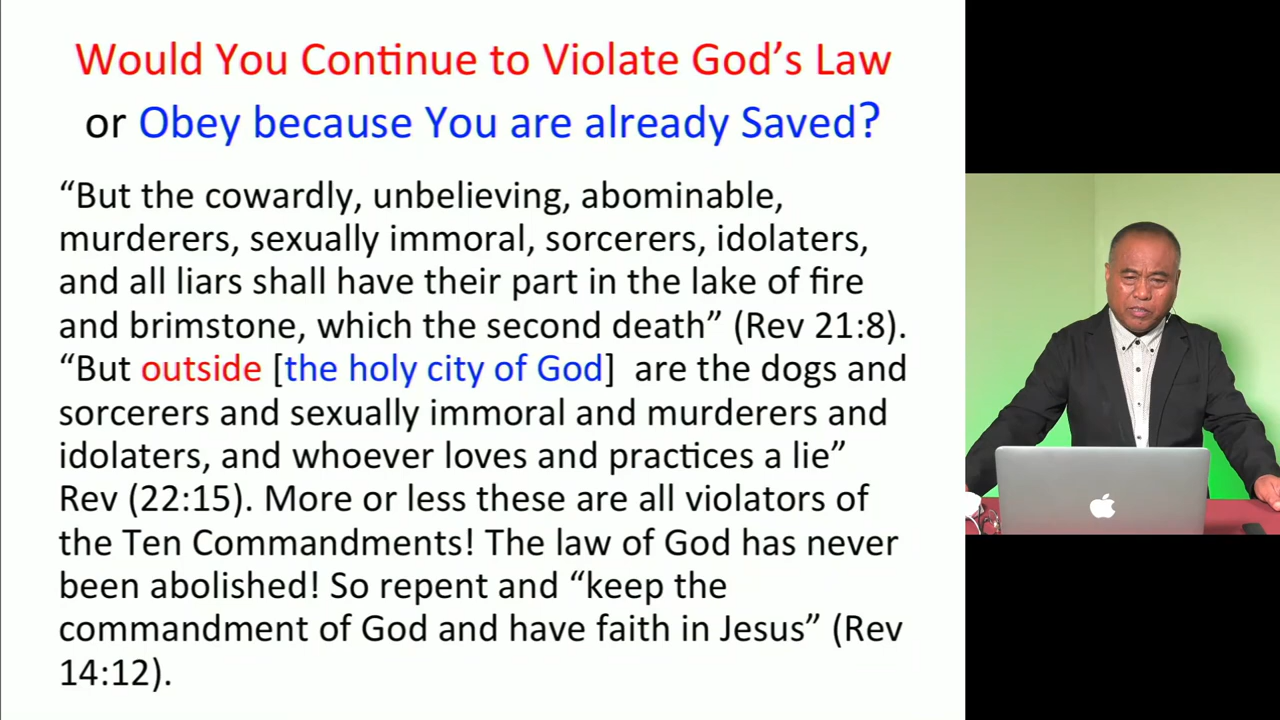 Would You Continue to Violate God’s Law
or Obey because You are already Saved?
“But the cowardly, unbelieving, abominable,
murderers, sexually immoral, sorcerers, idolaters,
and all liars shall have their part in the lake of fire
and brimstone, which the second death” (Rev 21:8).
“But outside [the holy city of God]  are the dogs and
sorcerers and sexually immoral and murderers and
idolaters, and whoever loves and practices a lie”
Rev (22:15). More or less these are all violators of
the Ten Commandments! The law of God has never
been abolished! So repent and “keep the
commandment of God and have faith in Jesus” (Rev
14:12).